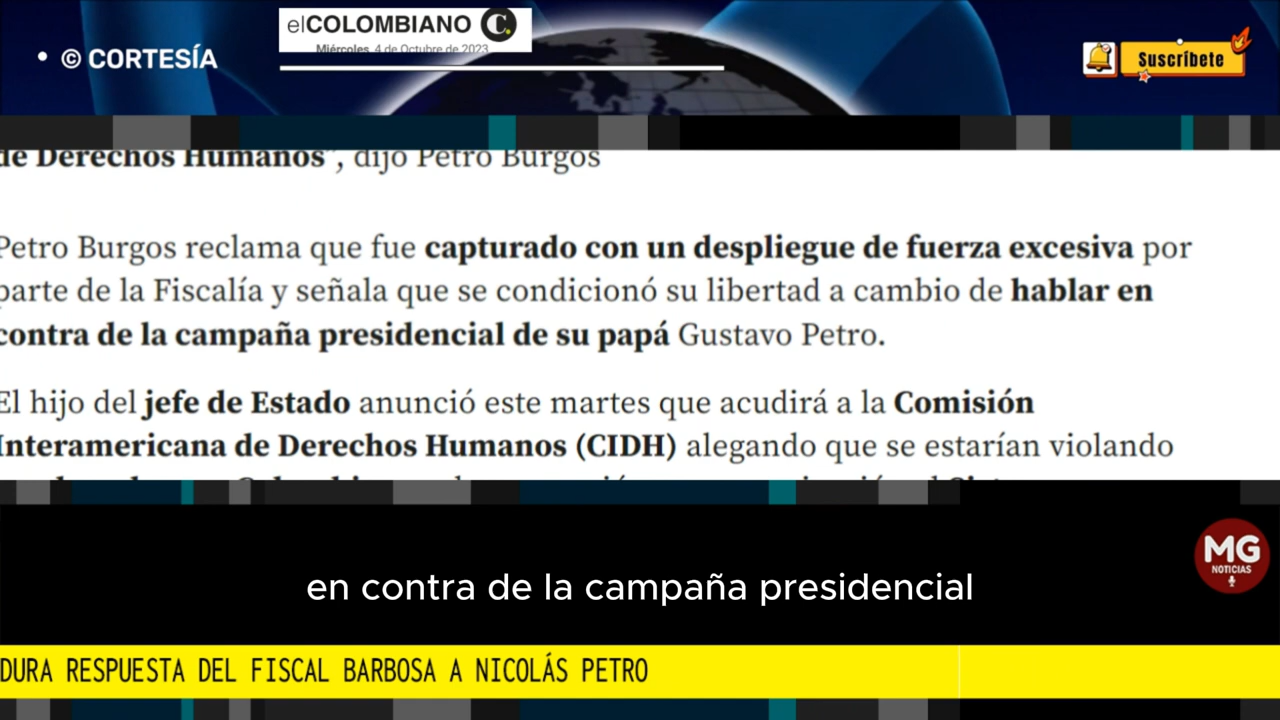 elCOLOMBIANO C.
Miércoles, 4 de Octubre de 2023
• © CORTESÍA
Suscríbete
de Derechos Humanos", dijo Petro Burgos
Petro Burgos reclama que fue capturado con un despliegue de fuerza excesiva por
parte de la Fiscalía y señala que se condicionó su libertad a cambio de hablar en
contra de la campaña presidencial de su papá Gustavo Petro.
El hijo del jefe de Estado anunció este martes que acudirá a la Comisión
Interamericana de Derechos Humanos (CIDH) alegando que se estarían violando
MG
NOTICIAS
en contra de la campaña presidencial
DURA RESPUESTA DEL FISCAL BARBOSA A NICOLÁS PETRO